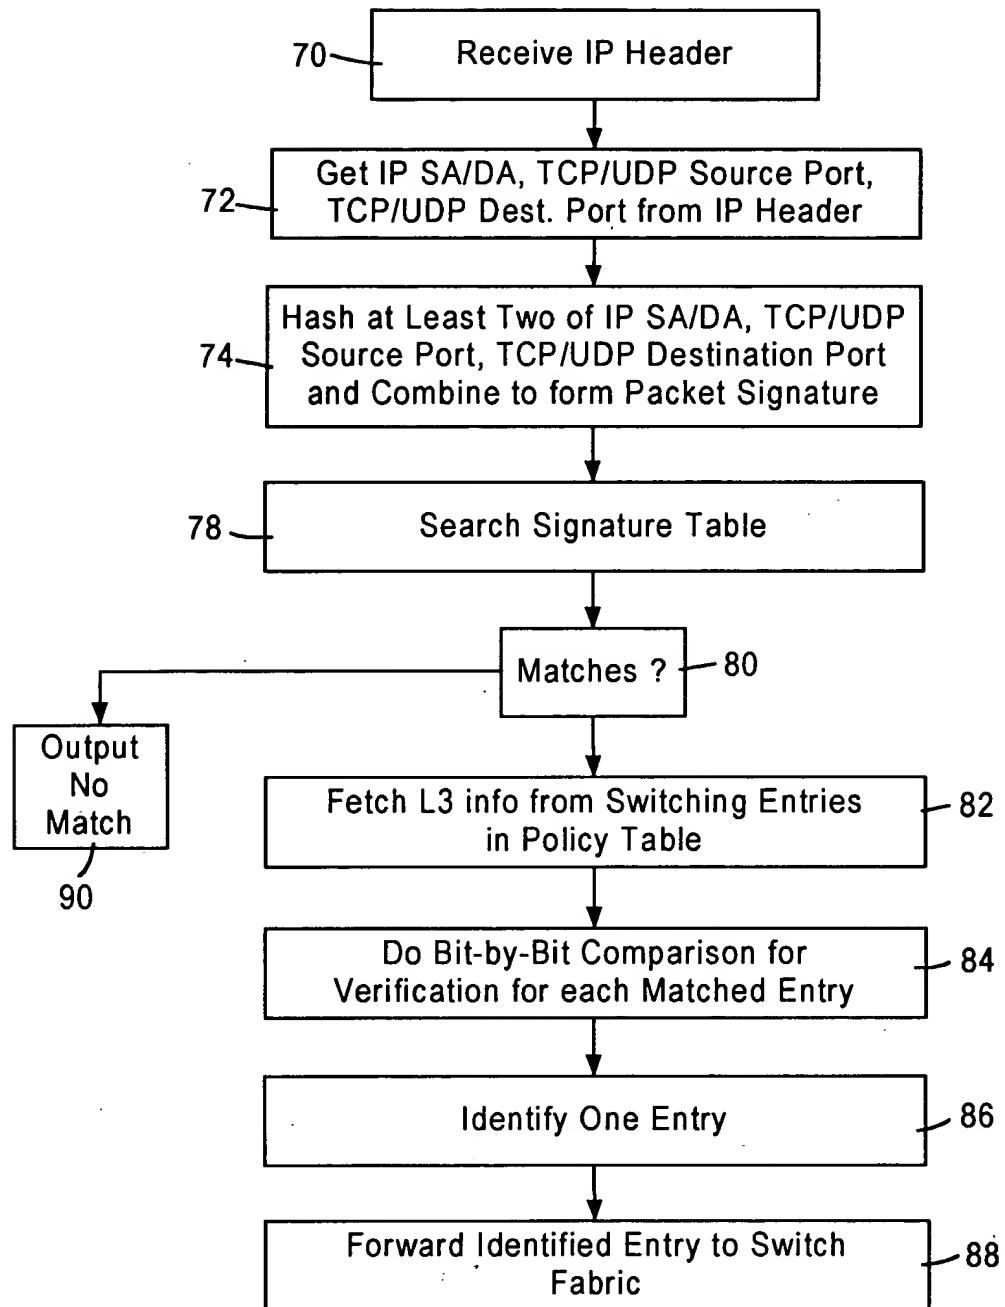 70
Receive IP Header
72
Get IP SA/DA, TCP/UDP Source Port,
TCP/UDP Dest. Port from IP Header
74
Hash at Least Two of IP SA/DA, TCP/UDP
Source Port, TCP/UDP Destination Port
and Combine to form Packet Signature
78
Search Signature Table
Matches ?
80
Output
No
Match
90
Fetch L3 info from Switching Entries
in Policy Table
82
Do Bit-by-Bit Comparison for
Verification for each Matched Entry
84
Identify One Entry
86
Forward Identified Entry to Switch
Fabric
88